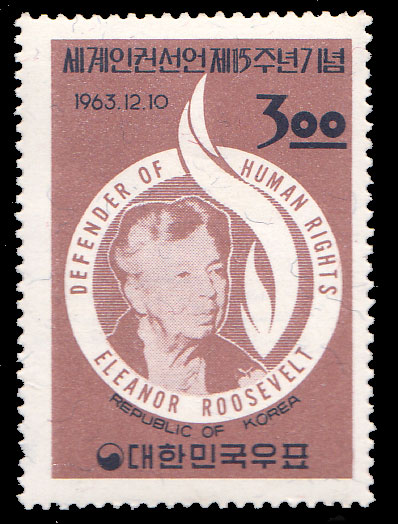 세계인권선언제15주년기념
1963.12.10
3.00
DEFENDER OF HUMAN RIGHTS
ELEANOR ROOSEVELT
REPUBLIC OF KOREA
대한민국우표